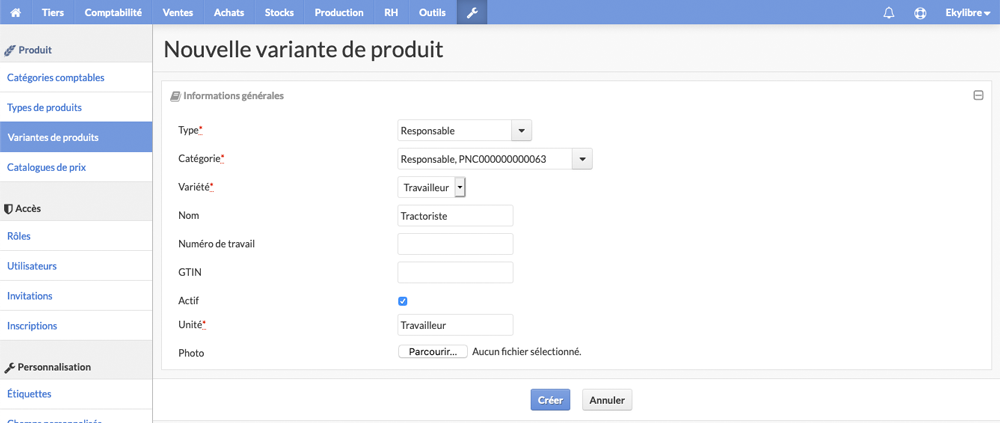 Tiers Comptabilité Ventes Achats Stocks Production RH Outils Ekylibre
Produit
Catégories comptables
Types de produits
Variantes de produits
Catalogues de prix
Accès
Rôles
Utilisateurs
Invitations
Inscriptions
Personnalisation
Étiquettes
Champs personnalisés
Nouvelle variante de produit
Informations générales
Type* Responsable
Catégorie* Responsable, PNC000000000063
Variété* Travailleur
Nom Tractoriste
Numéro de travail
GTIN
Actif
Unité* Travailleur
Photo Parcourir... Aucun fichier sélectionné.
Créer Annuler